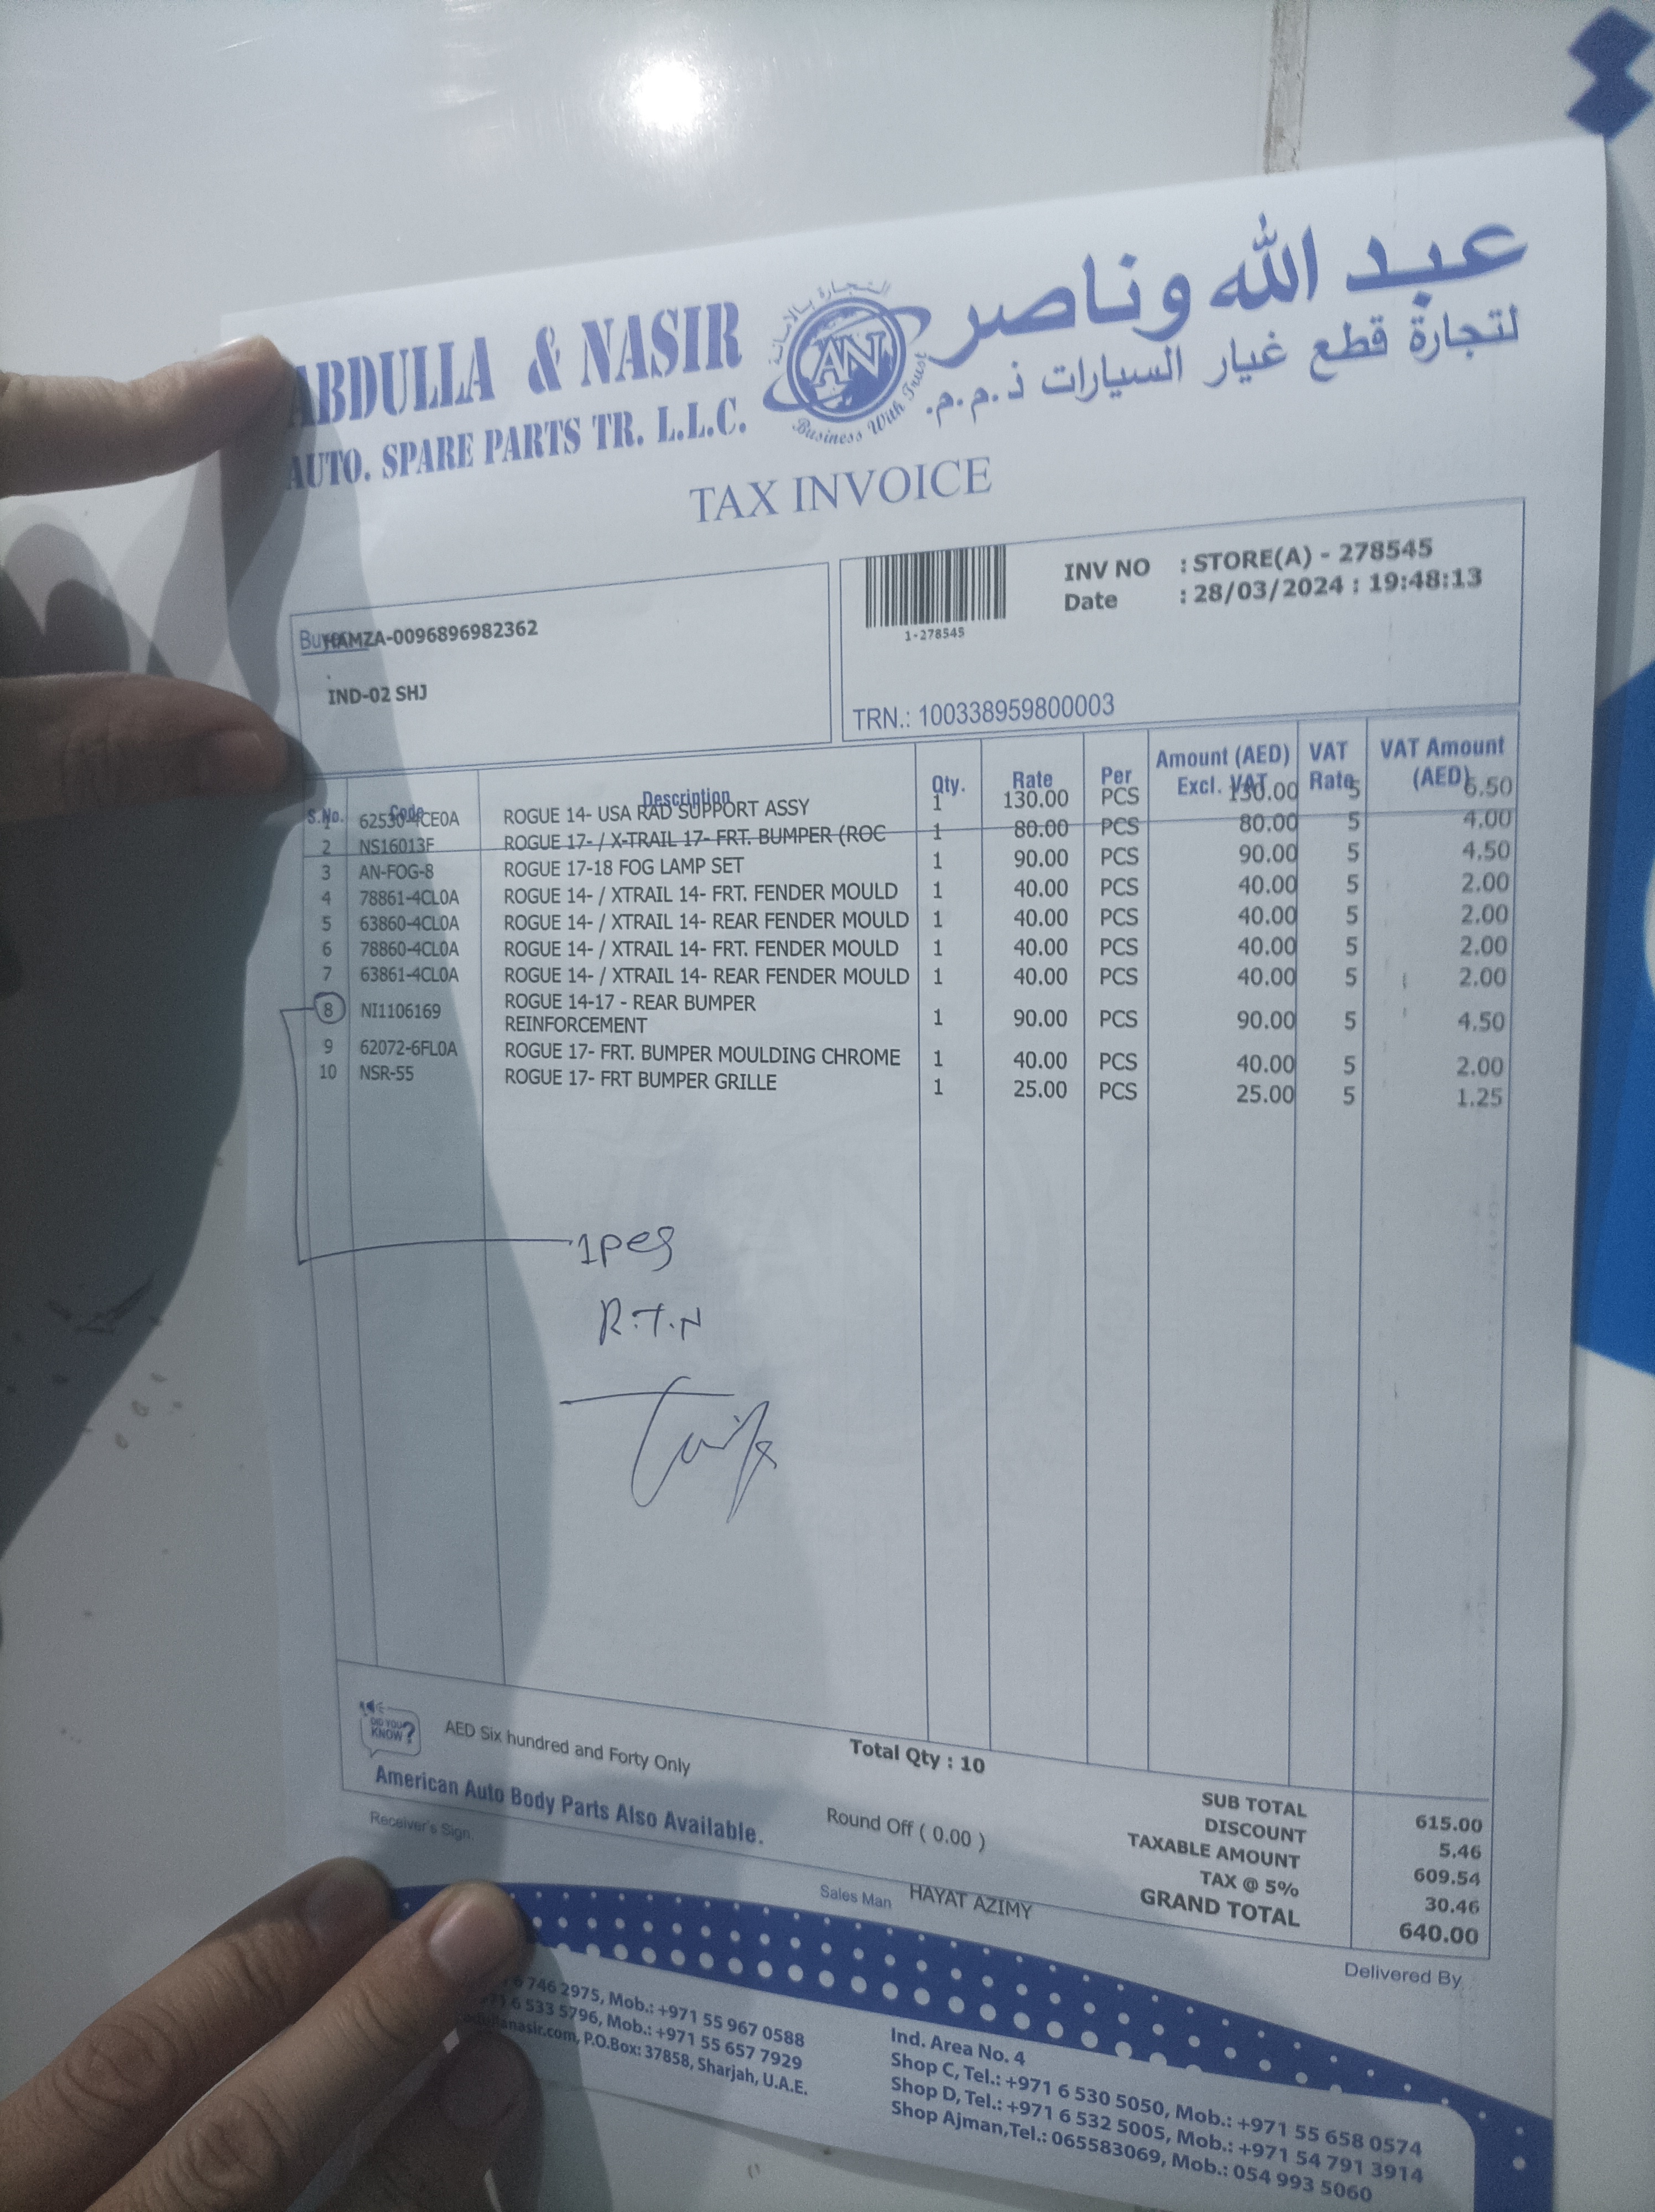 ABDULLA & NASIR
AUTO. SPARE PARTS TR. L.L.C.
التجارة بالامانة
AN
Business With Trust
عبد الله وناصر
لتجارة قطع غيار السيارات ذ.م.م.
TAX INVOICE
Buyer
HAMZA-0096896982362
IND-02 SHJ
1-278545
INV NO : STORE(A) - 278545
Date : 28/03/2024 : 19:48:13
TRN.: 100338959800003
S.No. Code Description Qty. Rate Per Amount (AED) Excl. VAT VAT Rate VAT Amount (AED)
1 62530-4CE0A ROGUE 14- USA RAD SUPPORT ASSY 1 130.00 PCS 130.00 5 6.50
2 NS16013F ROGUE 17- / X-TRAIL 17- FRT. BUMPER (ROC 1 80.00 PCS 80.00 5 4.00
3 AN-FOG-8 ROGUE 17-18 FOG LAMP SET 1 90.00 PCS 90.00 5 4.50
4 78861-4CL0A ROGUE 14- / XTRAIL 14- FRT. FENDER MOULD 1 40.00 PCS 40.00 5 2.00
5 63860-4CL0A ROGUE 14- / XTRAIL 14- REAR FENDER MOULD 1 40.00 PCS 40.00 5 2.00
6 78860-4CL0A ROGUE 14- / XTRAIL 14- FRT. FENDER MOULD 1 40.00 PCS 40.00 5 2.00
7 63861-4CL0A ROGUE 14- / XTRAIL 14- REAR FENDER MOULD 1 40.00 PCS 40.00 5 2.00
8 NI1106169 ROGUE 14-17 - REAR BUMPER
REINFORCEMENT 1 90.00 PCS 90.00 5 4.50
9 62072-6FL0A ROGUE 17- FRT. BUMPER MOULDING CHROME 1 40.00 PCS 40.00 5 2.00
10 NSR-55 ROGUE 17- FRT BUMPER GRILLE 1 25.00 PCS 25.00 5 1.25
1pcs
R.T.N
DID YOU KNOW?
AED Six hundred and Forty Only
Total Qty : 10
American Auto Body Parts Also Available.
Round Off ( 0.00 )
SUB TOTAL 615.00
DISCOUNT 5.46
TAXABLE AMOUNT 609.54
TAX @ 5% 30.46
GRAND TOTAL 640.00
Receiver's Sign.
Sales Man HAYAT AZIMY
Delivered By
6 746 2975, Mob.: +971 55 967 0588
6 533 5796, Mob.: +971 55 657 7929
P.O.Box: 37858, Sharjah, U.A.E.
Ind. Area No. 4
Shop C, Tel.: +971 6 530 5050, Mob.: +971 55 658 0574
Shop D, Tel.: +971 6 532 5005, Mob.: +971 54 791 3914
Shop Ajman,Tel.: 065583069, Mob.: 054 993 5060